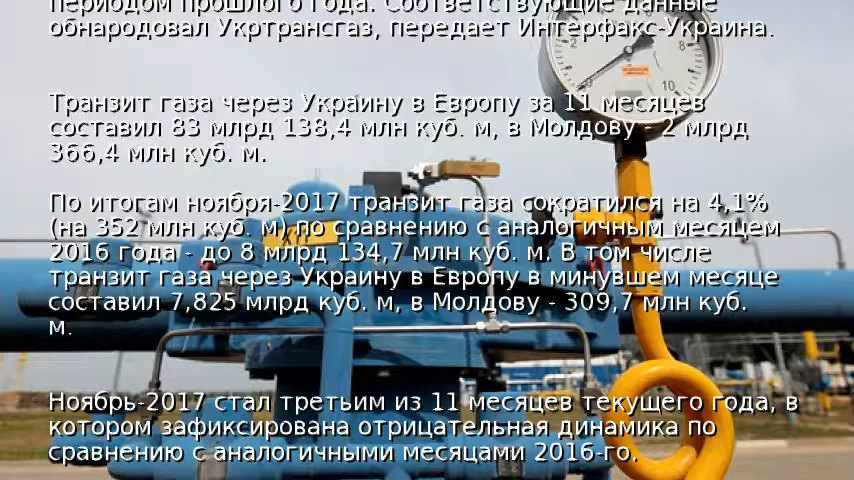 периодом прошлого года. Соответствующие данные
обнародовал Укртрансгаз, передает Интерфакс-Украина.
Транзит газа через Украину в Европу за 11 месяцев
составил 83 млрд 138,4 млн куб. м, в Молдову - 2 млрд
366,4 млн куб. м.
По итогам ноября-2017 транзит газа сократился на 4,1%
(на 352 млн куб. м) по сравнению с аналогичным месяцем
2016 года - до 8 млрд 134,7 млн куб. м. В том числе
транзит газа через Украину в Европу в минувшем месяце
составил 7,825 млрд куб. м, в Молдову - 309,7 млн куб.
м.
Ноябрь-2017 стал третьим из 11 месяцев текущего года, в
котором зафиксирована отрицательная динамика по
сравнению с аналогичными месяцами 2016-го.